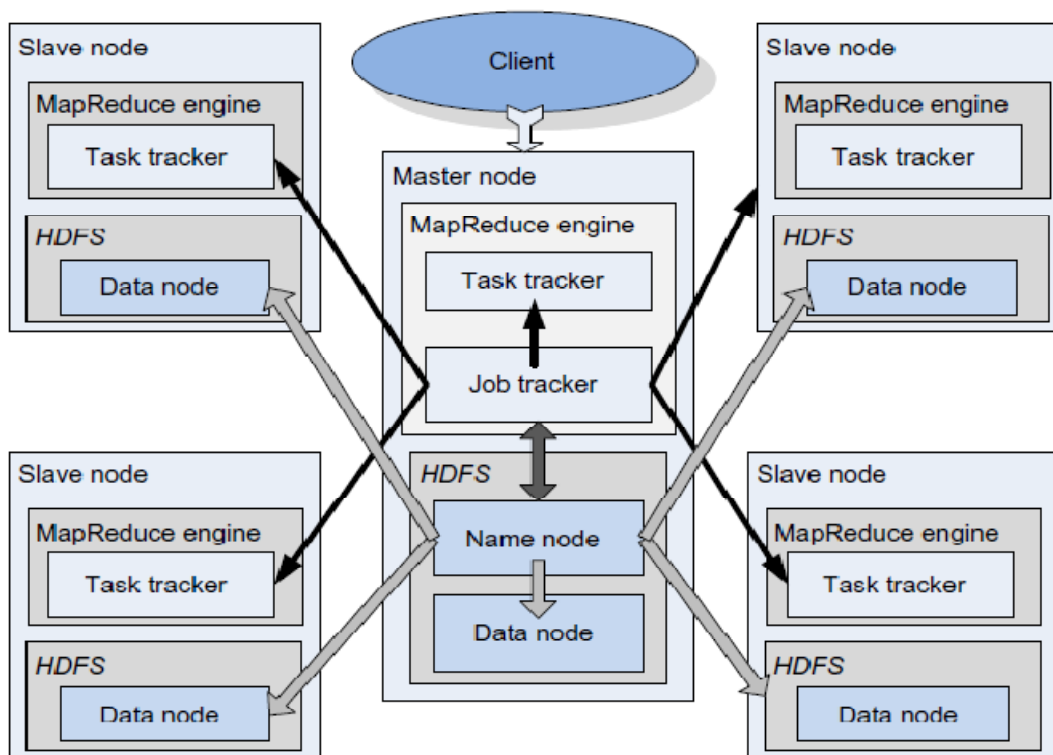 Client
Slave node
MapReduce engine
Task tracker
HDFS
Data node
Master node
MapReduce engine
Task tracker
Job tracker
HDFS
Name node
Data node
Slave node
MapReduce engine
Task tracker
HDFS
Data node
Slave node
MapReduce engine
Task tracker
HDFS
Data node
Slave node
MapReduce engine
Task tracker
HDFS
Data node